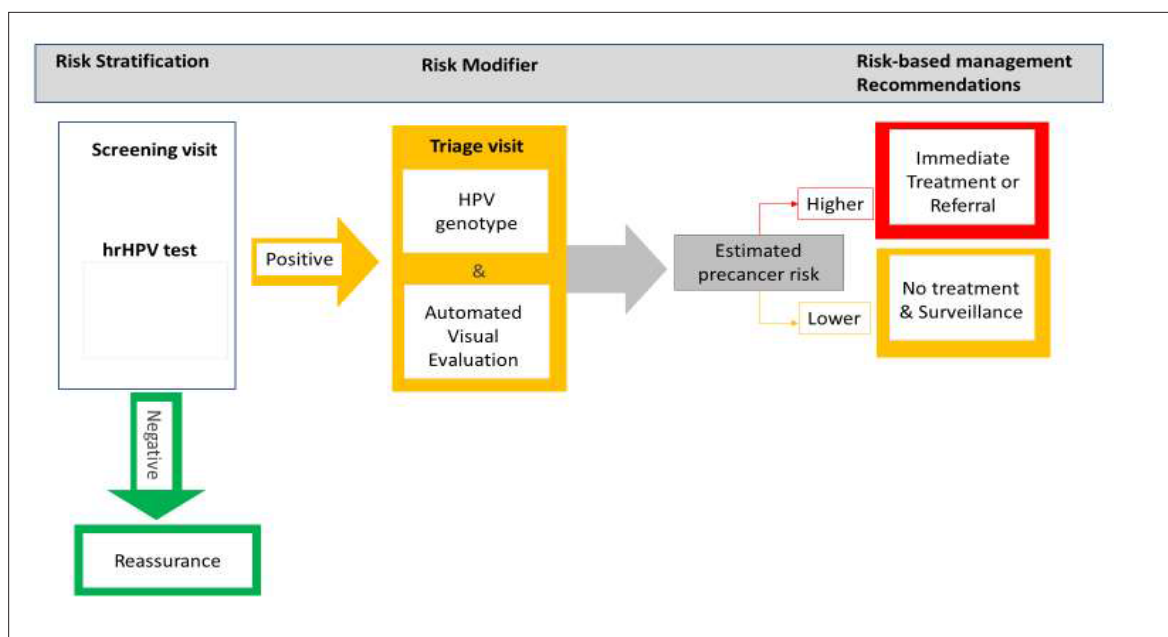 Risk Stratification
Risk Modifier
Risk-based management
Recommendations
Screening visit
hrHPV test
Positive
Negative
Reassurance
Triage visit
HPV
genotype
&
Automated
Visual
Evaluation
Estimated
precancer risk
Higher
Lower
Immediate
Treatment or
Referral
No treatment
& Surveillance